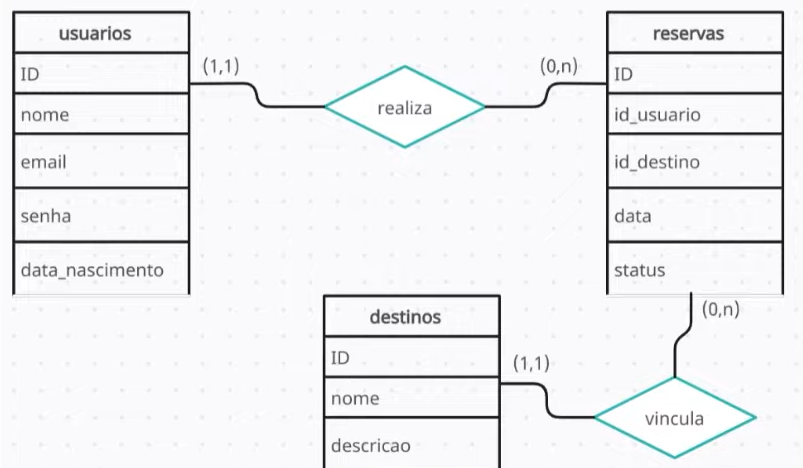 usuarios
ID
nome
email
senha
data_nascimento
(1,1)
realiza
(0,n)
reservas
ID
id_usuario
id_destino
data
status
(0,n)
destinos
ID
nome
descricao
(1,1)
vincula